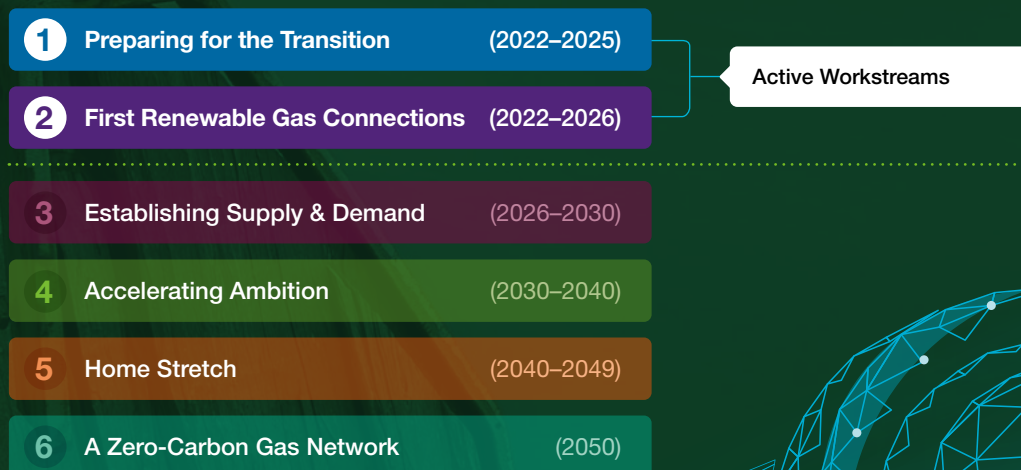 1 Preparing for the Transition (2022–2025)
Active Workstreams
2 First Renewable Gas Connections (2022–2026)
3 Establishing Supply & Demand (2026–2030)
4 Accelerating Ambition (2030–2040)
5 Home Stretch (2040–2049)
6 A Zero-Carbon Gas Network (2050)